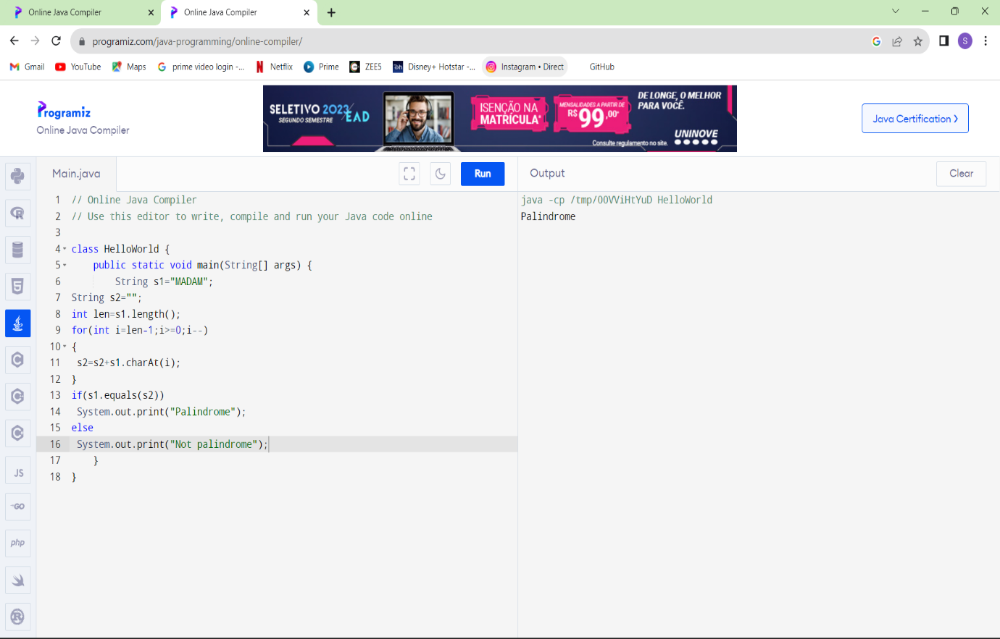 Online Java Compiler
Online Java Compiler
programiz.com/java-programming/online-compiler/
S
Gmail
YouTube
Maps
prime video login -...
Netflix
Prime
ZEE5
Disney+ Hotstar -...
Instagram • Direct
GitHub
Programiz
Online Java Compiler
SELETIVO 2023/
SEGUNDO SEMESTRE
EAD
ISENÇÃO NA
MATRÍCULA*
MENSALIDADES A PARTIR DE
R$99,00*
DE LONGE, O MELHOR
PARA VOCÊ.
UNINOVE
Consulte regulamento no site.
Java Certification ❯
Main.java
Run
Output
Clear
1 // Online Java Compiler
2 // Use this editor to write, compile and run your Java code online
3
4 class HelloWorld {
5     public static void main(String[] args) {
6         String s1="MADAM";
7 String s2="";
8 int len=s1.length();
9 for(int i=len-1;i>=0;i--)
10 {
11  s2=s2+s1.charAt(i);
12 }
13 if(s1.equals(s2))
14  System.out.print("Palindrome");
15 else
16  System.out.print("Not palindrome");
17     }
18 }
java -cp /tmp/OOVViHtYuD HelloWorld
Palindrome
JS
GO
php